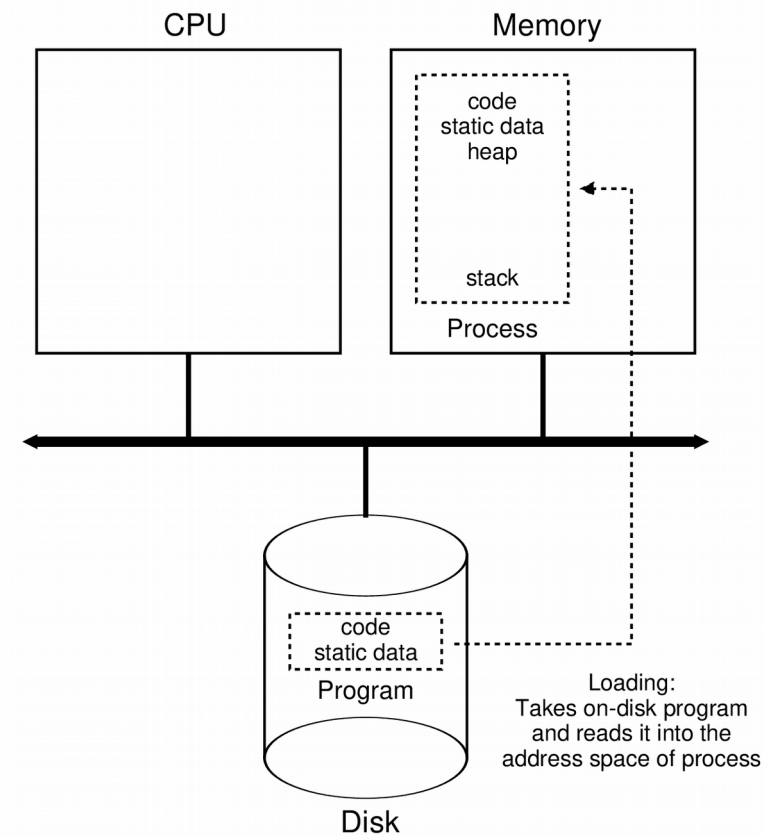 CPU
Memory
code
static data
heap
stack
Process
code
static data
Program
Loading:
Takes on-disk program
and reads it into the
address space of process
Disk